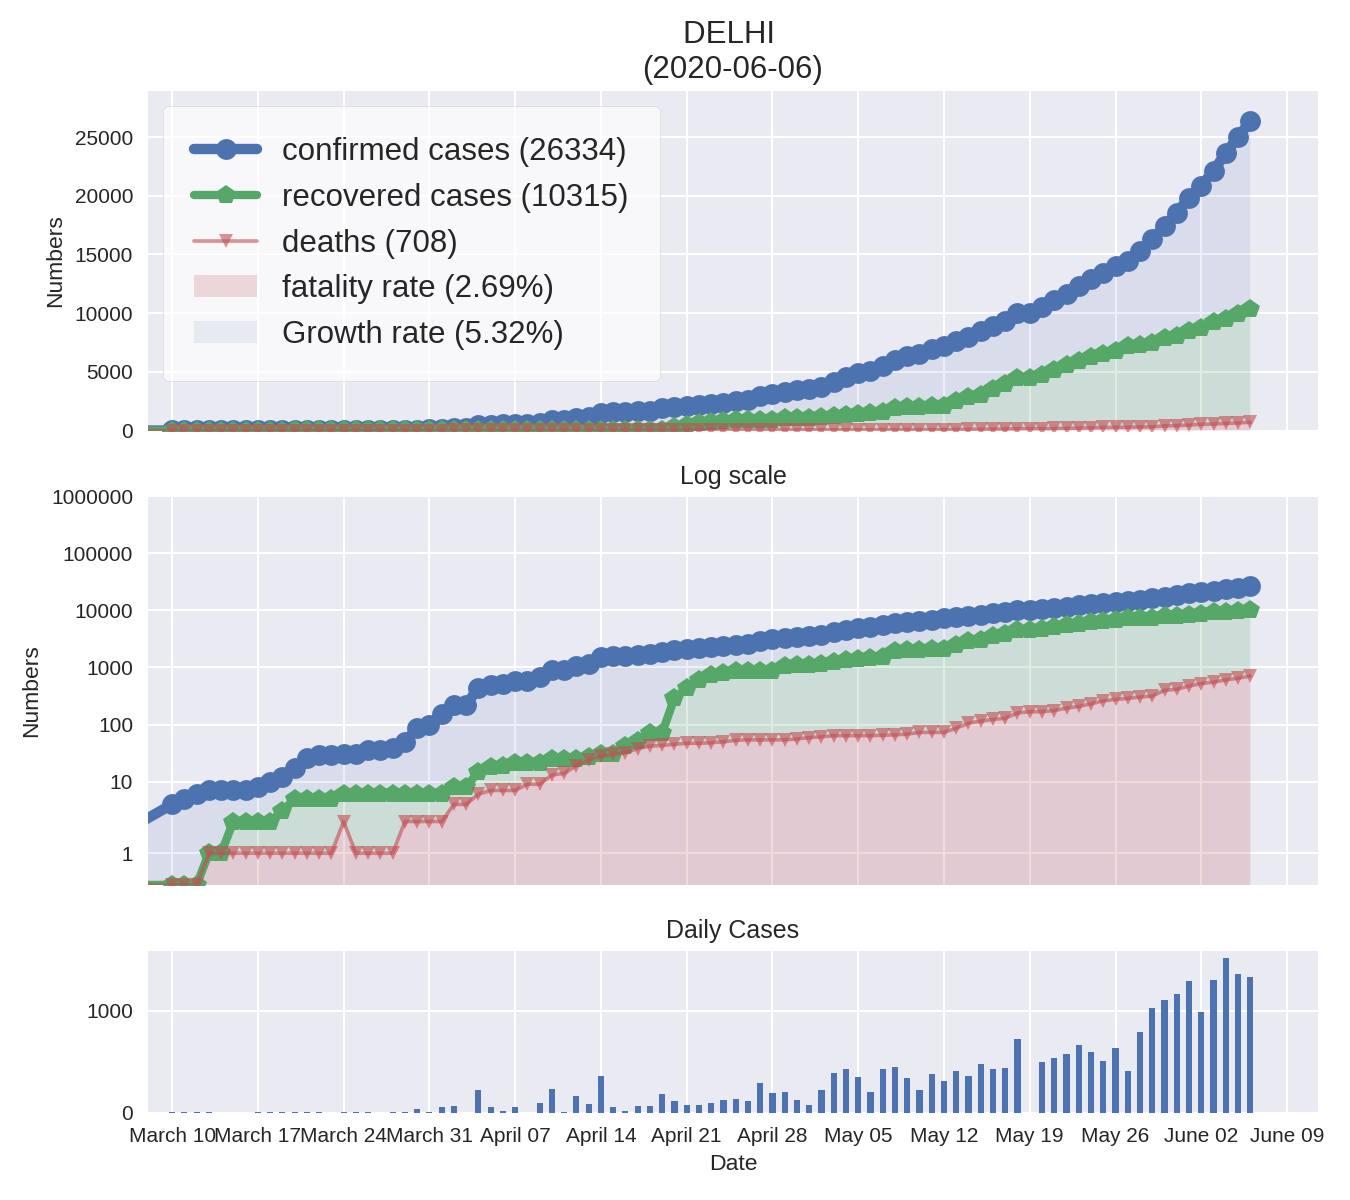 DELHI
(2020-06-06)
25000
20000
15000
10000
5000
0
Numbers
confirmed cases (26334)
recovered cases (10315)
deaths (708)
fatality rate (2.69%)
Growth rate (5.32%)
Log scale
1000000
100000
10000
1000
100
10
1
Numbers
Daily Cases
1000
0
March 10 March 17 March 24 March 31 April 07 April 14 April 21 April 28 May 05 May 12 May 19 May 26 June 02 June 09
Date